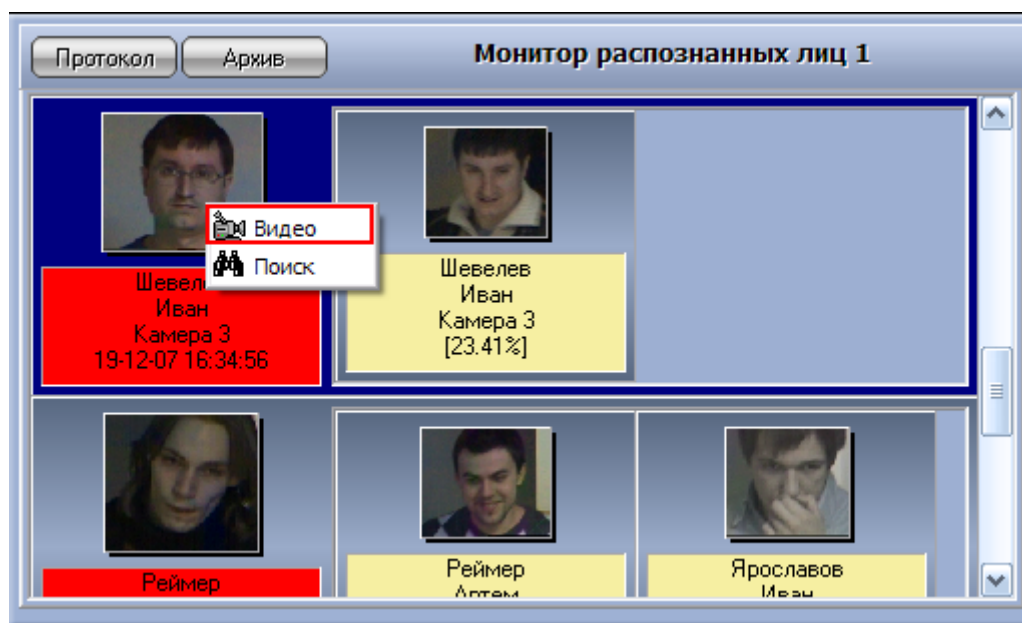 Протокол
Архив
Монитор распознанных лиц 1
Видео
Поиск
Иван
Камера 3
19-12-07 16:34:56
Шевелев
Иван
Камера 3
[23.41%]
Реймер
Реймер
Артем
Ярославов
Иван